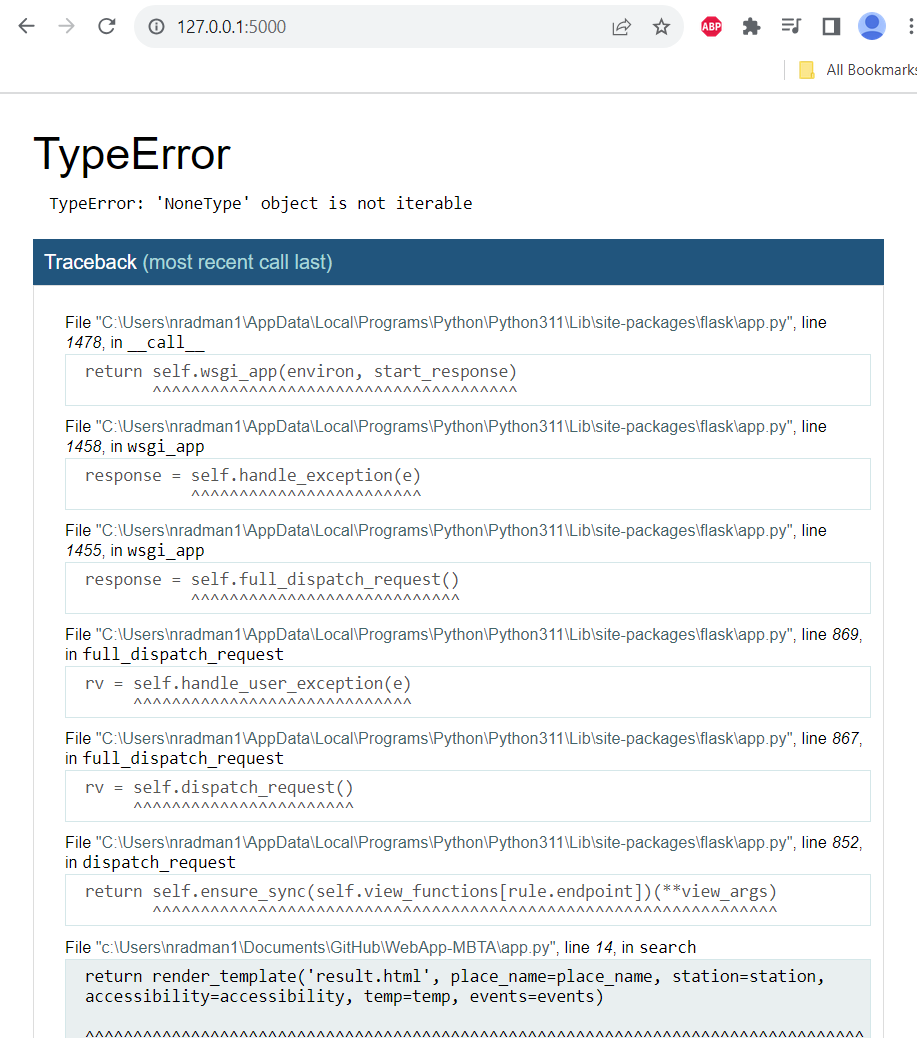 127.0.0.1:5000
ABP
All Bookmarks
TypeError
TypeError: 'NoneType' object is not iterable
Traceback (most recent call last)
File "C:\Users\nradman1\AppData\Local\Programs\Python\Python311\Lib\site-packages\flask\app.py", line
1478, in __call__
return self.wsgi_app(environ, start_response)
^^^^^^^^^^^^^^^^^^^^^^^^^^^^^^^^^^^^^^
File "C:\Users\nradman1\AppData\Local\Programs\Python\Python311\Lib\site-packages\flask\app.py", line
1458, in wsgi_app
response = self.handle_exception(e)
^^^^^^^^^^^^^^^^^^^^^^^^
File "C:\Users\nradman1\AppData\Local\Programs\Python\Python311\Lib\site-packages\flask\app.py", line
1455, in wsgi_app
response = self.full_dispatch_request()
^^^^^^^^^^^^^^^^^^^^^^^^^^^^
File "C:\Users\nradman1\AppData\Local\Programs\Python\Python311\Lib\site-packages\flask\app.py", line 869,
in full_dispatch_request
rv = self.handle_user_exception(e)
^^^^^^^^^^^^^^^^^^^^^^^^^^^^^
File "C:\Users\nradman1\AppData\Local\Programs\Python\Python311\Lib\site-packages\flask\app.py", line 867,
in full_dispatch_request
rv = self.dispatch_request()
^^^^^^^^^^^^^^^^^^^^^^^
File "C:\Users\nradman1\AppData\Local\Programs\Python\Python311\Lib\site-packages\flask\app.py", line 852,
in dispatch_request
return self.ensure_sync(self.view_functions[rule.endpoint])(**view_args)
^^^^^^^^^^^^^^^^^^^^^^^^^^^^^^^^^^^^^^^^^^^^^^^^^^^^^^^^^^^^^^^^^
File "c:\Users\nradman1\Documents\GitHub\WebApp-MBTA\app.py", line 14, in search
return render_template('result.html', place_name=place_name, station=station,
accessibility=accessibility, temp=temp, events=events)
^^^^^^^^^^^^^^^^^^^^^^^^^^^^^^^^^^^^^^^^^^^^^^^^^^^^^^^^^^^^^^^^^^^^^^^^^^^^^^^^^